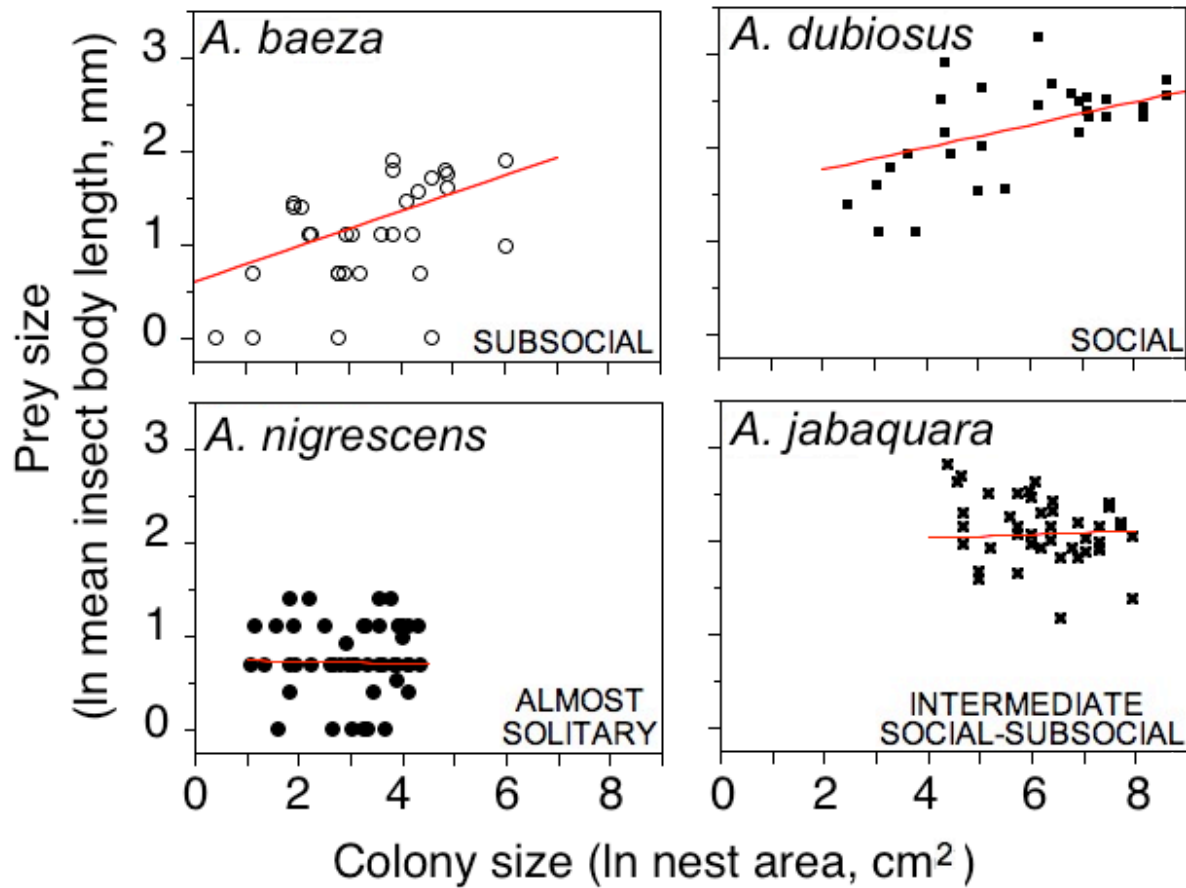 Prey size
(ln mean insect body length, mm)
A. baeza
3
2
1
0
SUBSOCIAL
A. dubiosus
SOCIAL
A. nigrescens
3
2
1
0
ALMOST
SOLITARY
0 2 4 6 8
A. jabaquara
INTERMEDIATE
SOCIAL-SUBSOCIAL
0 2 4 6 8
Colony size (ln nest area, cm²)